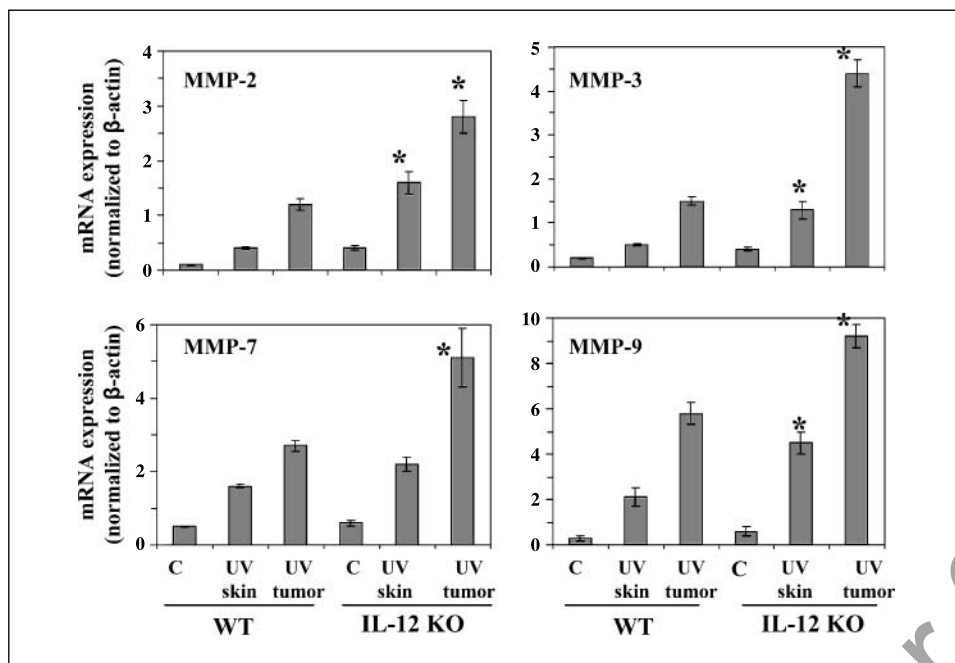 MMP-2
MMP-3
mRNA expression
(normalized to β-actin)
4
3
2
1
0
*
*
5
4
3
2
1
0
*
*
MMP-7
MMP-9
mRNA expression
(normalized to β-actin)
6
4
2
0
*
10
8
6
4
2
0
*
*
C UV skin UV tumor C UV skin UV tumor
WT IL-12 KO
C UV skin UV tumor C UV skin UV tumor
WT IL-12 KO
r